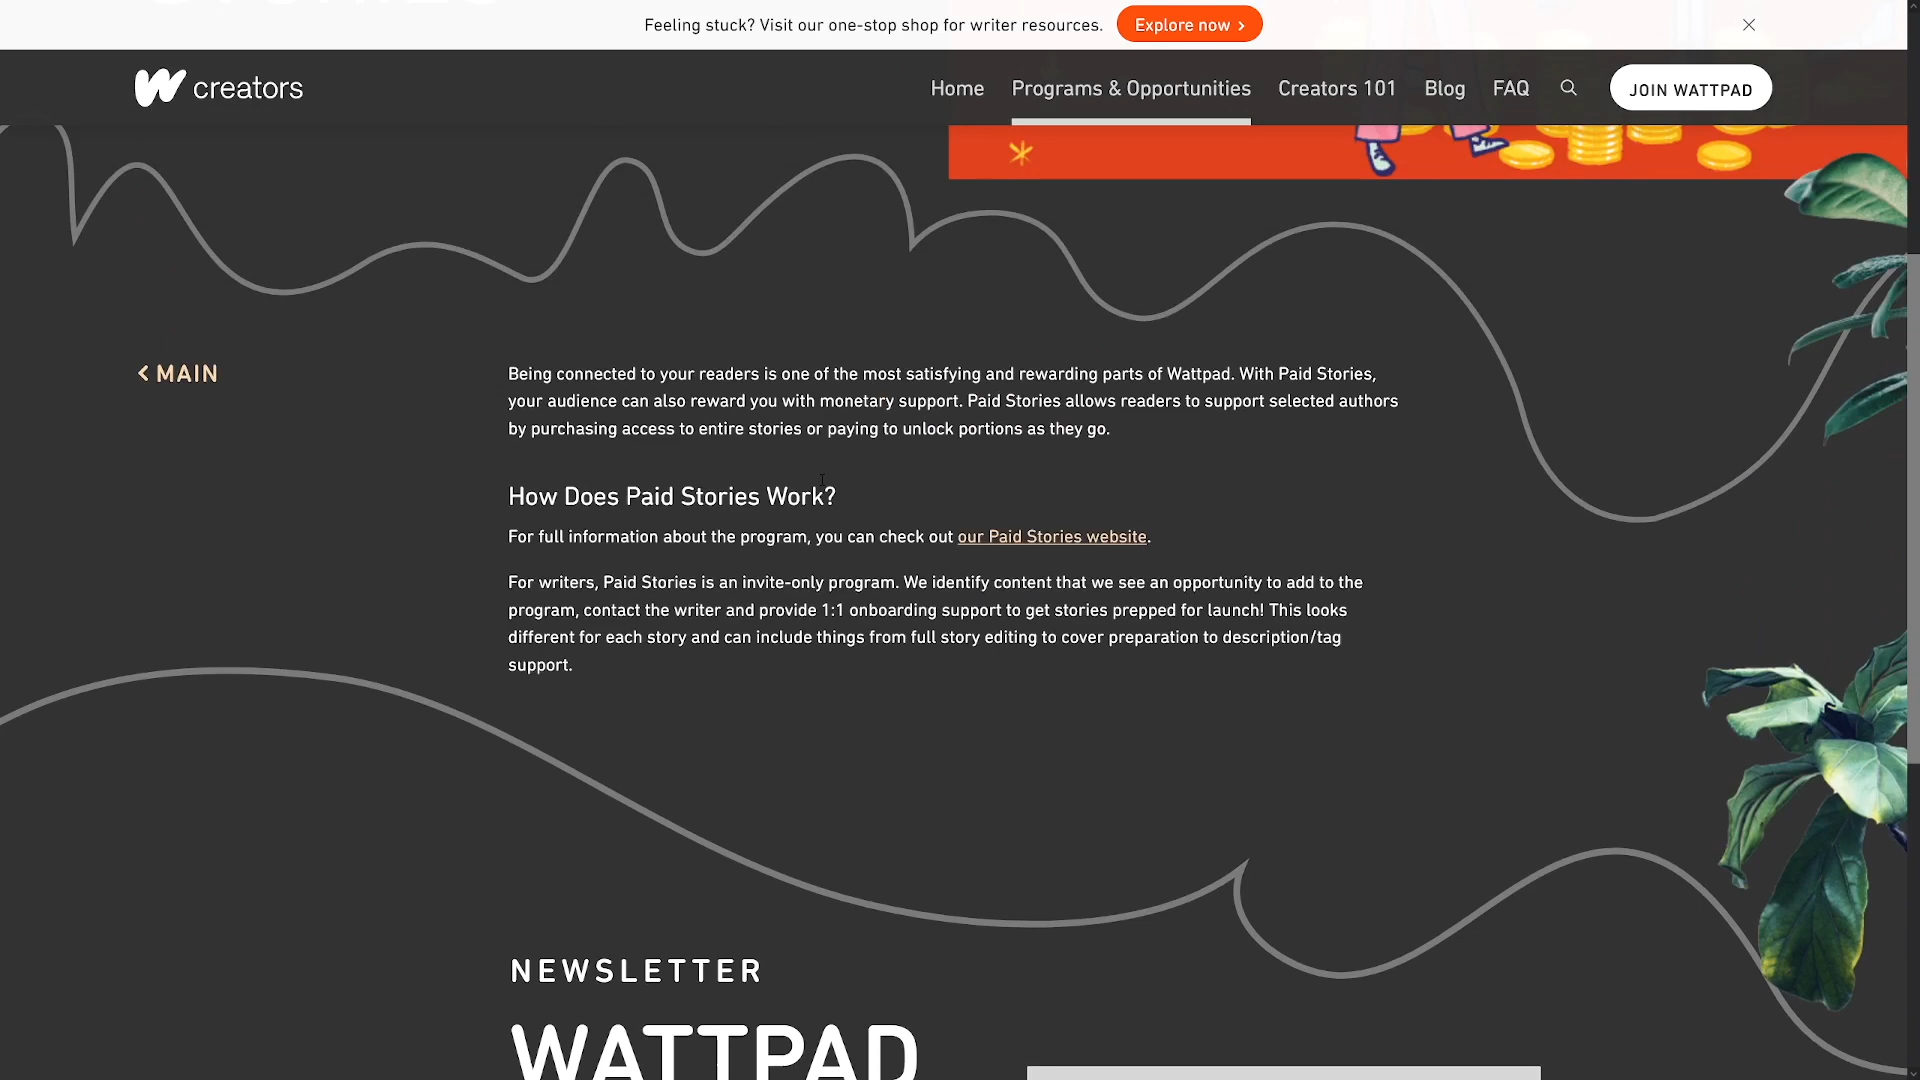 Feeling stuck? Visit our one-stop shop for writer resources. Explore now >
creators
Home Programs & Opportunities Creators 101 Blog FAQ JOIN WATTPAD
< MAIN
Being connected to your readers is one of the most satisfying and rewarding parts of Wattpad. With Paid Stories,
your audience can also reward you with monetary support. Paid Stories allows readers to support selected authors
by purchasing access to entire stories or paying to unlock portions as they go.
How Does Paid Stories Work?
For full information about the program, you can check out our Paid Stories website.
For writers, Paid Stories is an invite-only program. We identify content that we see an opportunity to add to the
program, contact the writer and provide 1:1 onboarding support to get stories prepped for launch! This looks
different for each story and can include things from full story editing to cover preparation to description/tag
support.
NEWSLETTER
WATTPAD